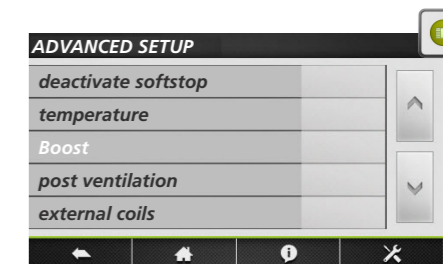 ADVANCED SETUP
deactivate softstop
temperature
Boost
post ventilation
external coils